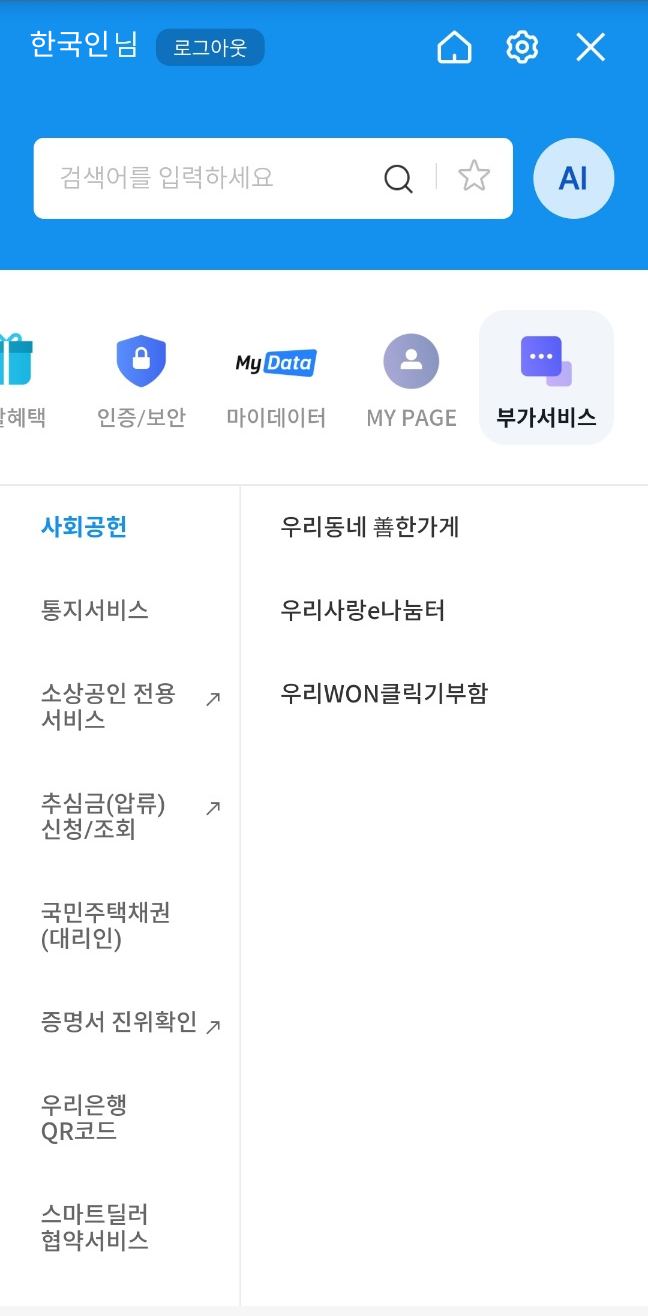 한국인님 로그아웃
검색어를 입력하세요 AI
혜택 인증/보안 MyData 마이데이터 MY PAGE 부가서비스
사회공헌
통지서비스
소상공인 전용
서비스
추심금(압류)
신청/조회
국민주택채권
(대리인)
증명서 진위확인
우리은행
QR코드
스마트딜러
협약서비스
우리동네 善한가게
우리사랑e나눔터
우리WON클릭기부함